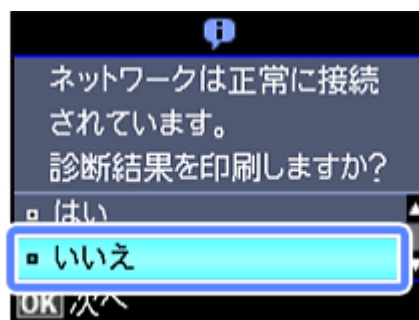 ネットワークは正常に接続
されています。
診断結果を印刷しますか?
はい
いいえ
OK 次へ